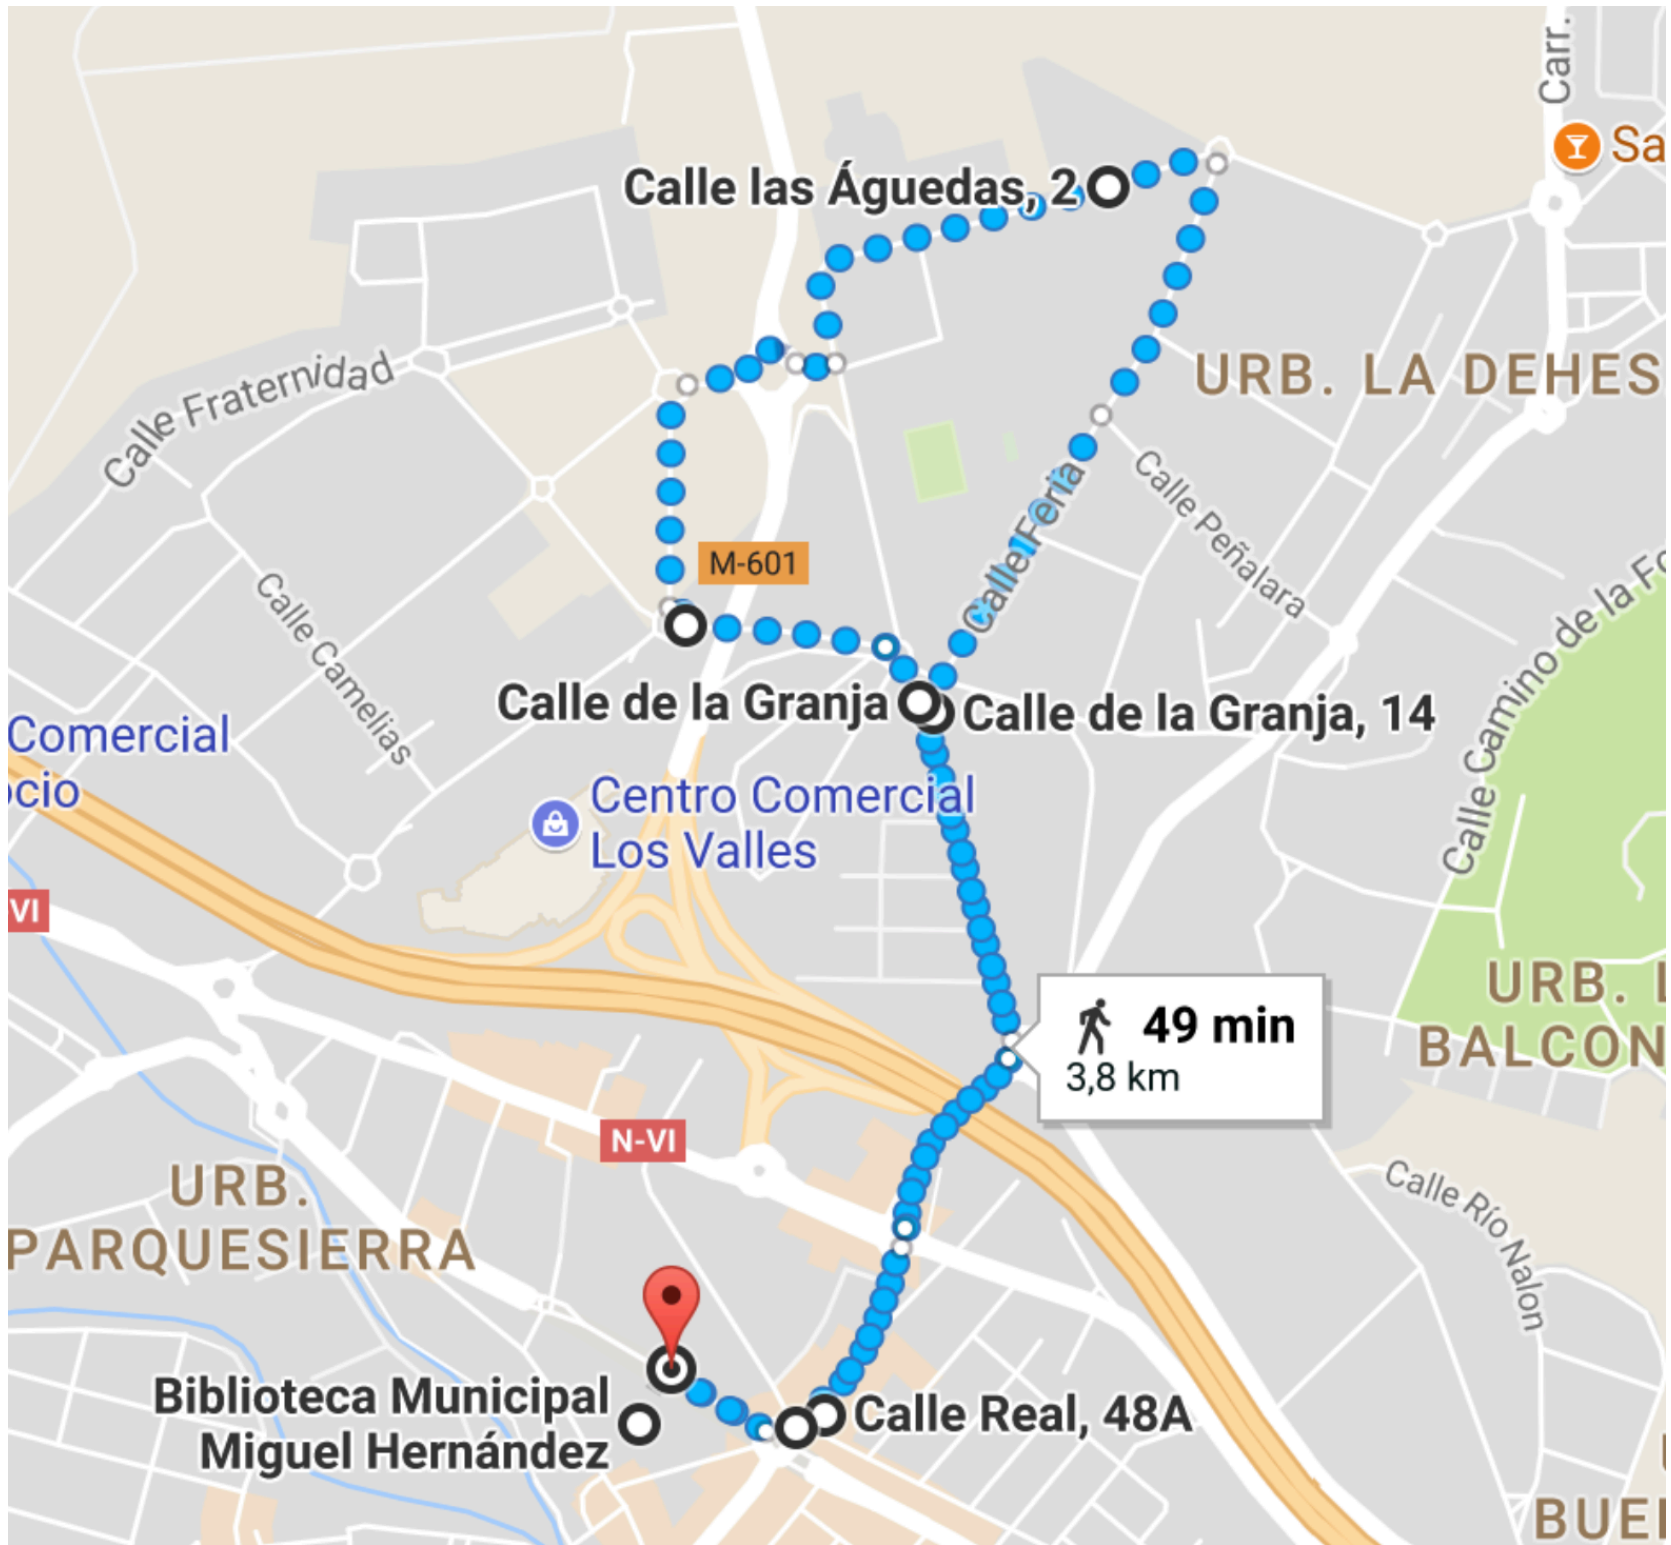 Carr.
Sa
Calle las Águedas, 2
URB. LA DEHES
Calle Fraternidad
Calle Feria
Calle Peñalara
M-601
Calle Camelias
Calle Camino de la Fo
Calle de la Granja
Calle de la Granja, 14
Comercial
ocio
Centro Comercial
Los Valles
VI
URB. L
BALCON
49 min
3,8 km
N-VI
URB.
PARQUESIERRA
Calle Río Nalon
Biblioteca Municipal
Miguel Hernández
Calle Real, 48A
BUE